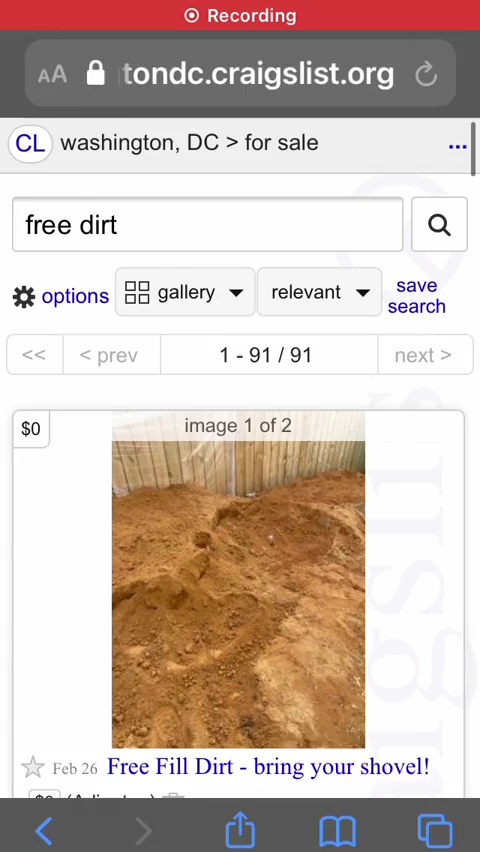 Recording
AA tondc.craigslist.org
CL washington, DC > for sale ...
free dirt
options gallery relevant save search
<< < prev 1 - 91 / 91 next >
$0 image 1 of 2
Feb 26 Free Fill Dirt - bring your shovel!